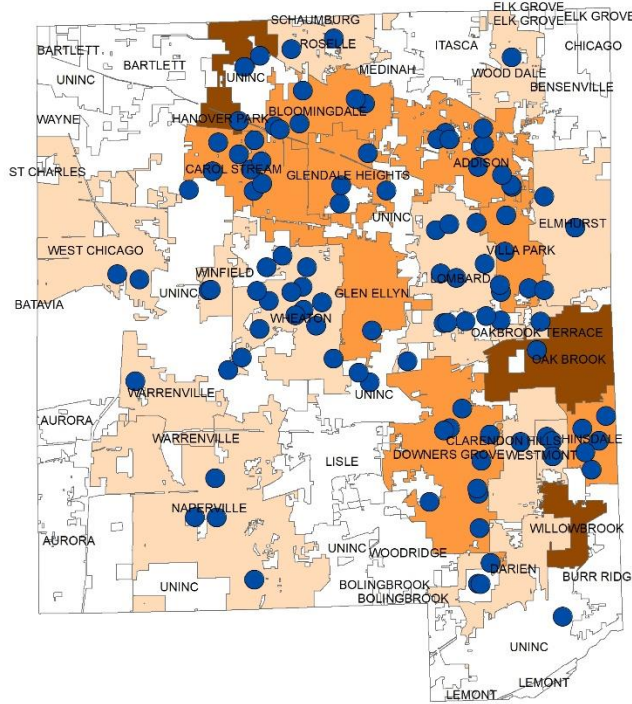 ELK GROVE
SCHAUMBURG
ELK GROVE
ELK GROVE
ROSELLE
BARTLETT
ITASCA
CHICAGO
BARTLETT
MEDINAH
UNINC
UNINC
WOOD DALE
BENSENVILLE
BLOOMINGDALE
WAYNE
HANOVER PARK
ADDISON
ST CHARLES
CAROL STREAM
GLENDALE HEIGHTS
UNINC
ELMHURST
WEST CHICAGO
VILLA PARK
WINFIELD
LOMBARD
UNINC
GLEN ELLYN
BATAVIA
WHEATON
OAKBROOK TERRACE
OAK BROOK
WARRENVILLE
UNINC
AURORA
WARRENVILLE
CLARENDON HILLS
HINSDALE
DOWNERS GROVE
WESTMONT
LISLE
NAPERVILLE
WILLOWBROOK
AURORA
UNINC
WOODRIDGE
DARIEN
BURR RIDG
UNINC
BOLINGBROOK
BOLINGBROOK
UNINC
LEMONT
LEMONT